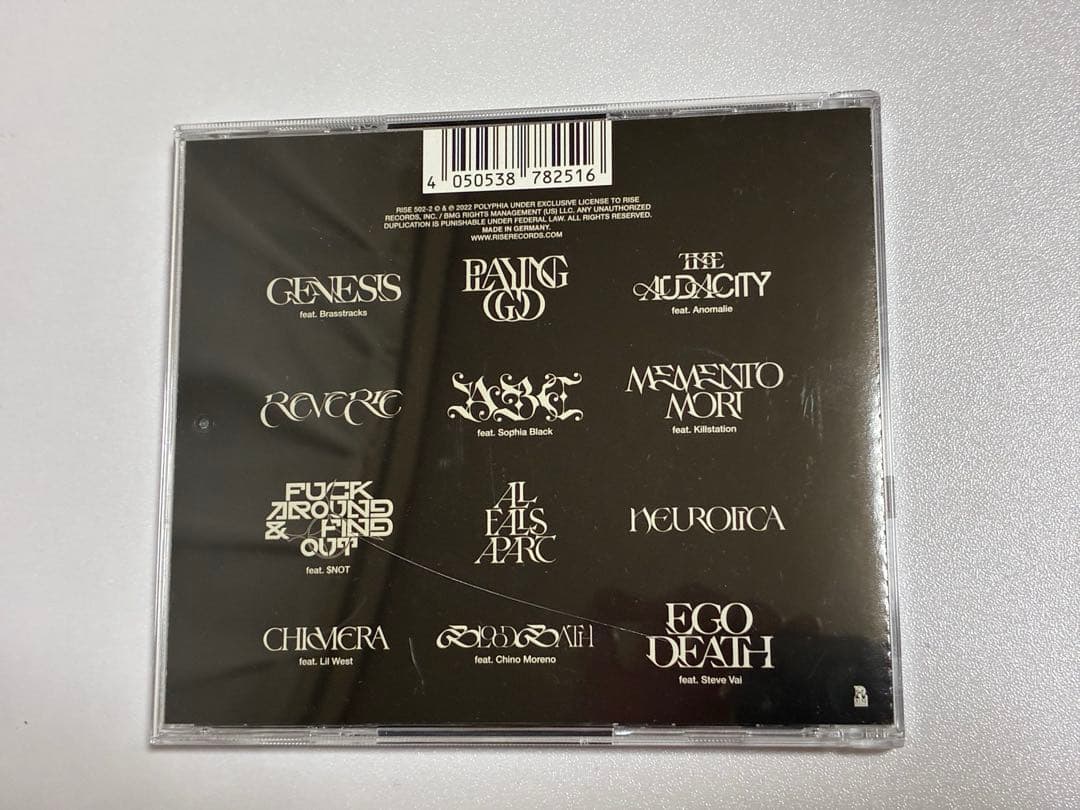 4 050538 782516
RISE 502-2 © & ℗ 2022 POLYPHIA UNDER EXCLUSIVE LICENSE TO RISE
RECORDS, INC. / BMG RIGHTS MANAGEMENT (US) LLC. ANY UNAUTHORIZED
DUPLICATION IS PUNISHABLE UNDER FEDERAL LAW. ALL RIGHTS RESERVED.
MADE IN GERMANY.
WWW.RISERECORDS.COM
GENESIS
feat. Brasstracks
PLAYING
GOD
THE
AUDACITY
feat. Anomalie
REVERIE
ABC
feat. Sophia Black
MEMENTO
MORI
feat. Killstation
FUCK
AROUND
& FIND
OUT
feat. $NOT
ALL
FALLS
APART
NEUROTICA
CHIMERA
feat. Lil West
BLOODBATH
feat. Chino Moreno
EGO
DEATH
feat. Steve Vai